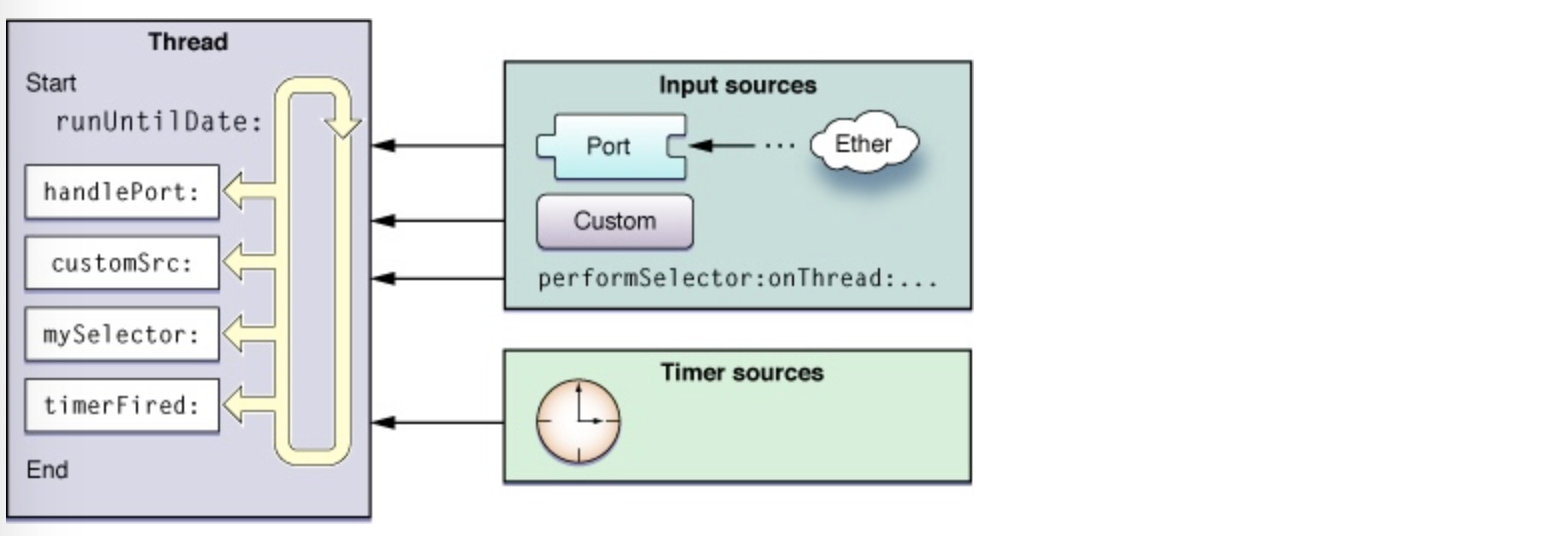 Thread
Start
runUntilDate:
handlePort:
customSrc:
mySelector:
timerFired:
End
Input sources
Port
Ether
Custom
performSelector:onThread:...
Timer sources